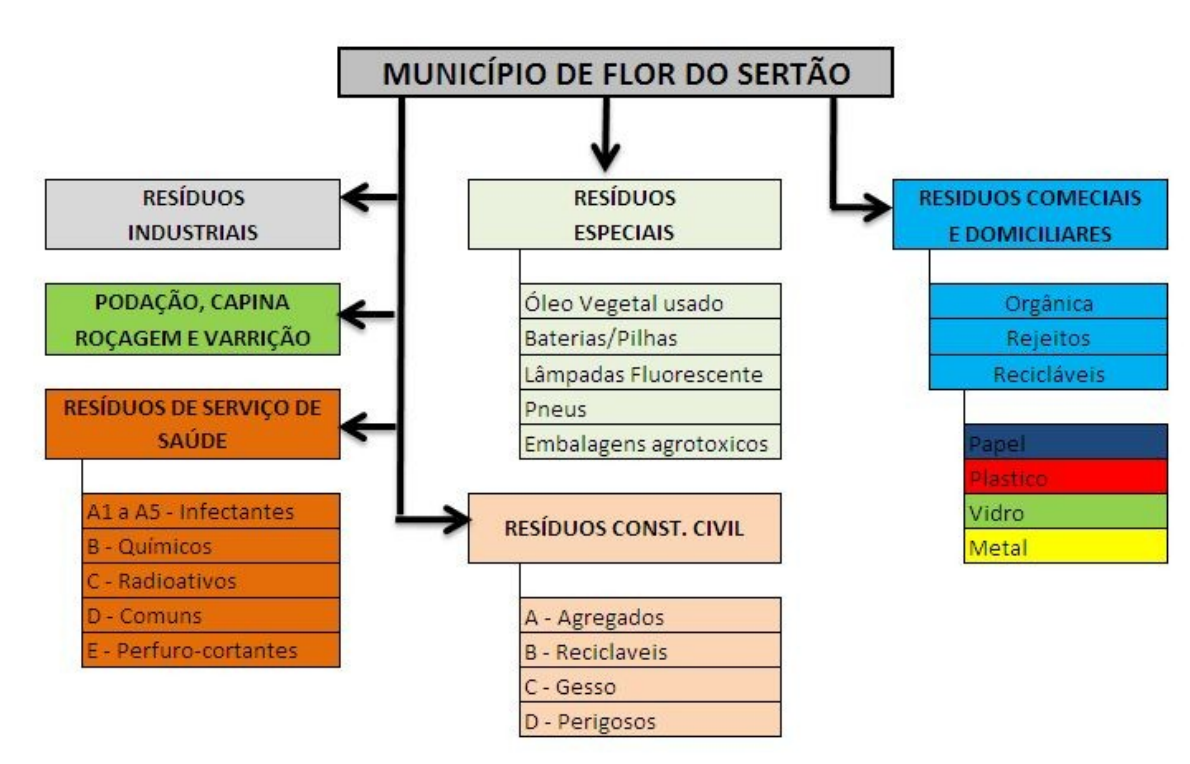 MUNICÍPIO DE FLOR DO SERTÃO
RESÍDUOS
INDUSTRIAIS
PODAÇÃO, CAPINA
ROÇAGEM E VARRIÇÃO
RESÍDUOS DE SERVIÇO DE
SAÚDE
A1 a A5 - Infectantes
B - Químicos
C - Radioativos
D - Comuns
E - Perfuro-cortantes
RESÍDUOS
ESPECIAIS
Óleo Vegetal usado
Baterias/Pilhas
Lâmpadas Fluorescente
Pneus
Embalagens agrotoxicos
RESÍDUOS CONST. CIVIL
A - Agregados
B - Reciclaveis
C - Gesso
D - Perigosos
RESIDUOS COMECIAIS
E DOMICILIARES
Orgânica
Rejeitos
Recicláveis
Papel
Plastico
Vidro
Metal